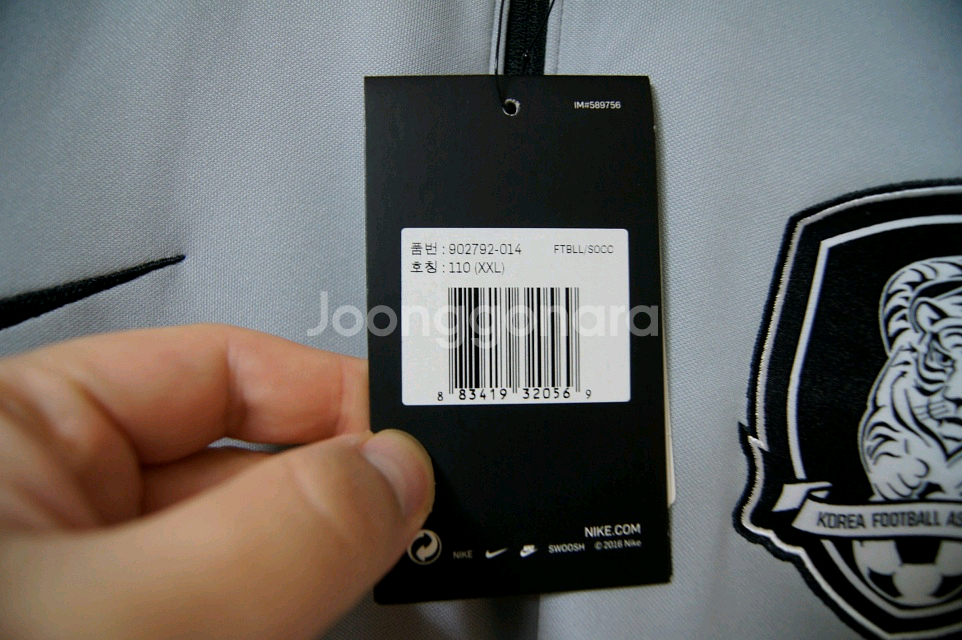 IM#589756
품번 : 902792-014 FTBLL/SOCC
호칭 : 110 (XXL)
Joonggonara
8 83419 32056 9
NIKE.COM
NIKE SWOOSH © 2016 Nike
KOREA FOOTBALL AS